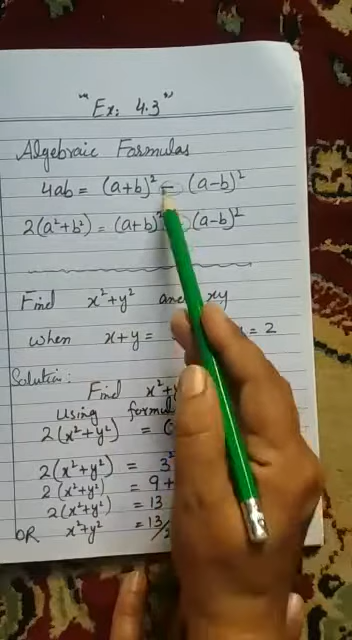 "Ex: 4.3"
Algebraic Formulas
4ab = (a+b)² - (a-b)²
2(a²+b²) = (a+b)² (a-b)²
Find x²+y² and xy
when x+y = = 2
Solution:
Find x²+y
using formul
2(x²+y²) = (
2(x²+y²) = 3²
2(x²+y²) = 9+
2(x²+y²) = 13
OR x²+y² = 13/2